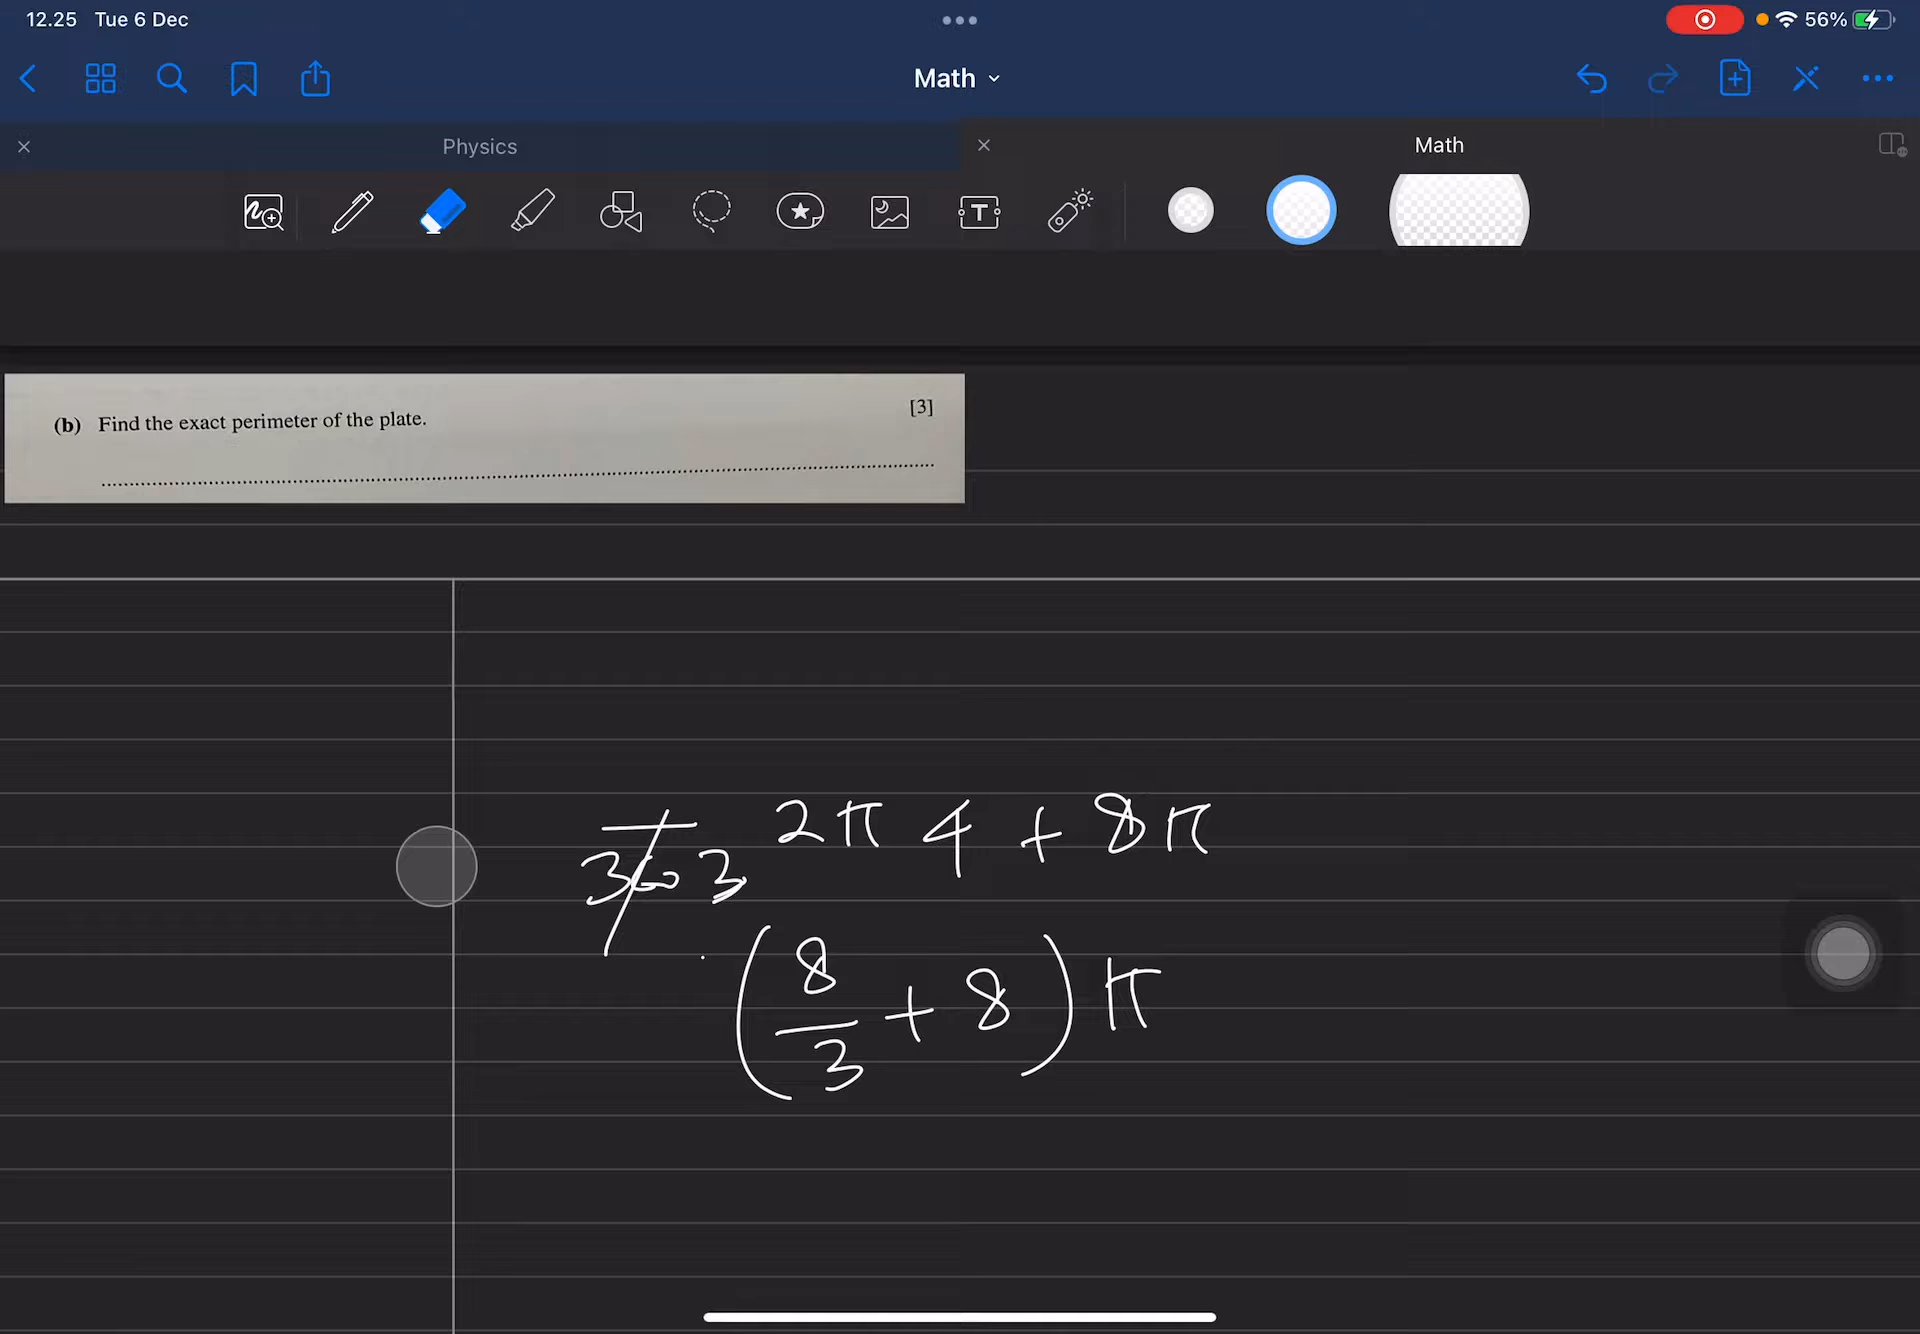 12.25 Tue 6 Dec
56%
Math
Physics
Math
T
(b) Find the exact perimeter of the plate. [3]
360 3 2π 4 + 8π
(8/3 + 8) π